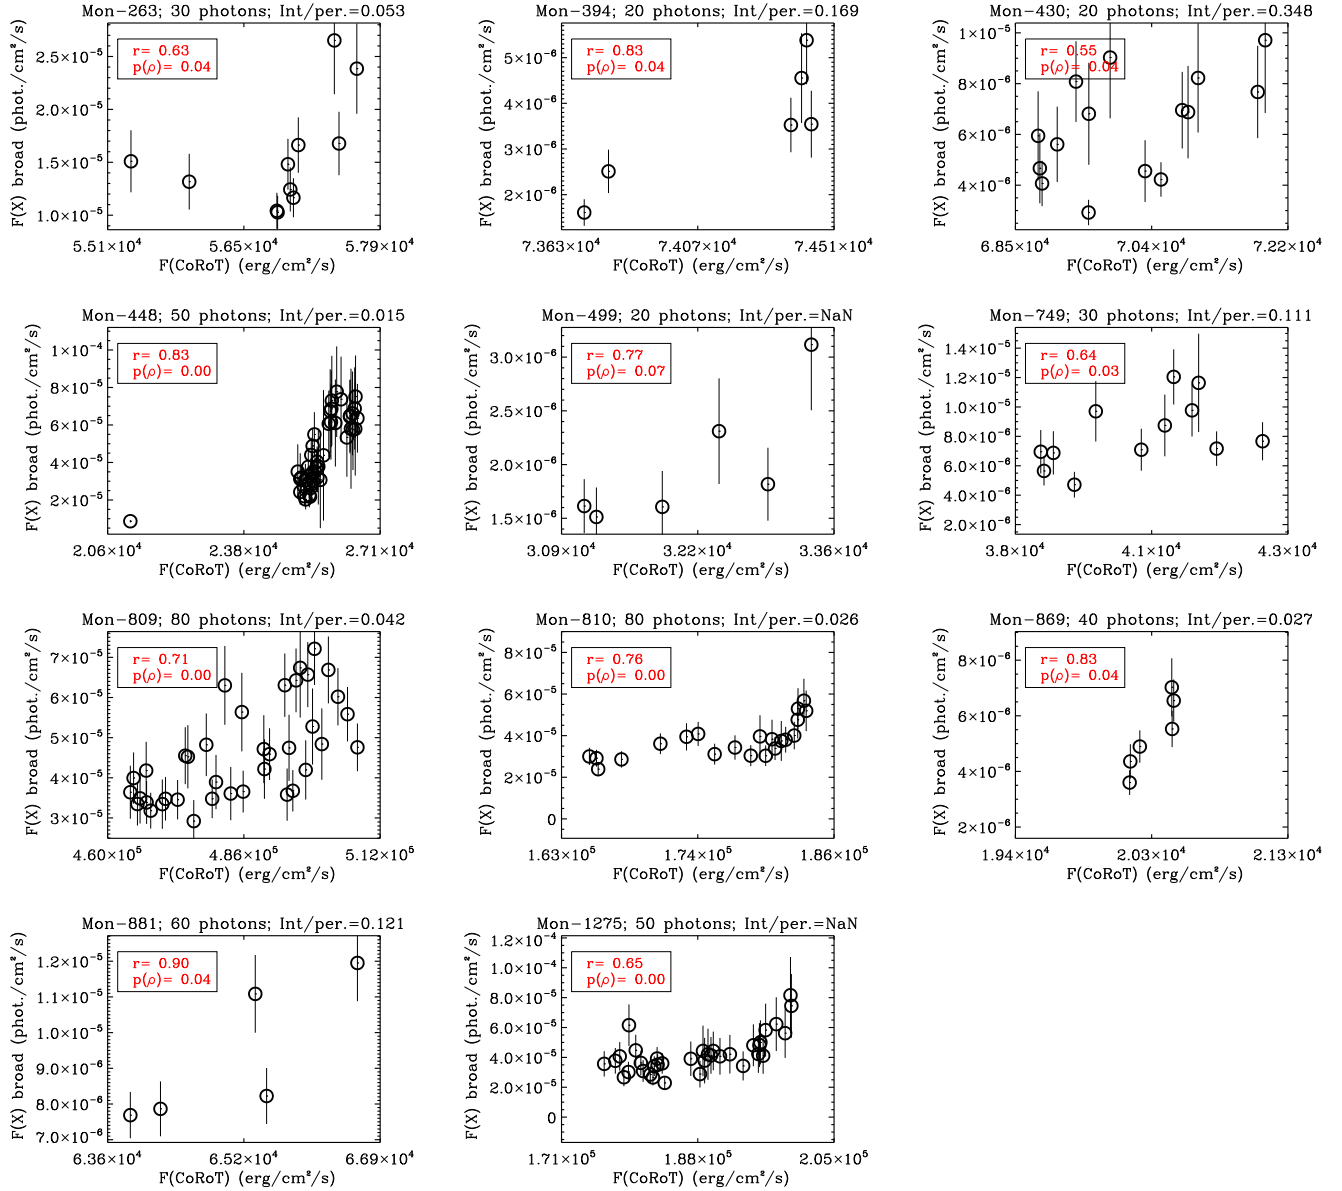 Mon-263; 30 photons; Int/per.=0.053
r= 0.63
p(ρ)= 0.04
F(X) broad (phot./cm²/s)
2.5×10⁻⁵
2.0×10⁻⁵
1.5×10⁻⁵
1.0×10⁻⁵
5.51×10⁴ 5.65×10⁴ 5.79×10⁴
F(CoRoT) (erg/cm²/s)
Mon-394; 20 photons; Int/per.=0.169
r= 0.83
p(ρ)= 0.04
F(X) broad (phot./cm²/s)
5×10⁻⁶
4×10⁻⁶
3×10⁻⁶
2×10⁻⁶
7.363×10⁴ 7.407×10⁴ 7.451×10⁴
F(CoRoT) (erg/cm²/s)
Mon-430; 20 photons; Int/per.=0.348
r= 0.55
p(ρ)= 0.04
F(X) broad (phot./cm²/s)
1×10⁻⁵
8×10⁻⁶
6×10⁻⁶
4×10⁻⁶
6.85×10⁴ 7.04×10⁴ 7.22×10⁴
F(CoRoT) (erg/cm²/s)
Mon-448; 50 photons; Int/per.=0.015
r= 0.83
p(ρ)= 0.00
F(X) broad (phot./cm²/s)
1×10⁻⁴
8×10⁻⁵
6×10⁻⁵
4×10⁻⁵
2×10⁻⁵
2.06×10⁴ 2.38×10⁴ 2.71×10⁴
F(CoRoT) (erg/cm²/s)
Mon-499; 20 photons; Int/per.=NaN
r= 0.77
p(ρ)= 0.07
F(X) broad (phot./cm²/s)
3.0×10⁻⁶
2.5×10⁻⁶
2.0×10⁻⁶
1.5×10⁻⁶
3.09×10⁴ 3.22×10⁴ 3.36×10⁴
F(CoRoT) (erg/cm²/s)
Mon-749; 30 photons; Int/per.=0.111
r= 0.64
p(ρ)= 0.03
F(X) broad (phot./cm²/s)
1.4×10⁻⁵
1.2×10⁻⁵
1.0×10⁻⁵
8.0×10⁻⁶
6.0×10⁻⁶
4.0×10⁻⁶
2.0×10⁻⁶
3.8×10⁴ 4.1×10⁴ 4.3×10⁴
F(CoRoT) (erg/cm²/s)
Mon-809; 80 photons; Int/per.=0.042
r= 0.71
p(ρ)= 0.00
F(X) broad (phot./cm²/s)
7×10⁻⁵
6×10⁻⁵
5×10⁻⁵
4×10⁻⁵
3×10⁻⁵
4.60×10⁵ 4.86×10⁵ 5.12×10⁵
F(CoRoT) (erg/cm²/s)
Mon-810; 80 photons; Int/per.=0.026
r= 0.76
p(ρ)= 0.00
F(X) broad (phot./cm²/s)
8×10⁻⁵
6×10⁻⁵
4×10⁻⁵
2×10⁻⁵
0
1.63×10⁵ 1.74×10⁵ 1.86×10⁵
F(CoRoT) (erg/cm²/s)
Mon-869; 40 photons; Int/per.=0.027
r= 0.83
p(ρ)= 0.04
F(X) broad (phot./cm²/s)
8×10⁻⁶
6×10⁻⁶
4×10⁻⁶
2×10⁻⁶
1.94×10⁴ 2.03×10⁴ 2.13×10⁴
F(CoRoT) (erg/cm²/s)
Mon-881; 60 photons; Int/per.=0.121
r= 0.90
p(ρ)= 0.04
F(X) broad (phot./cm²/s)
1.2×10⁻⁵
1.1×10⁻⁵
1.0×10⁻⁵
9.0×10⁻⁶
8.0×10⁻⁶
7.0×10⁻⁶
6.36×10⁴ 6.52×10⁴ 6.69×10⁴
F(CoRoT) (erg/cm²/s)
Mon-1275; 50 photons; Int/per.=NaN
r= 0.65
p(ρ)= 0.00
F(X) broad (phot./cm²/s)
1.2×10⁻⁴
1.0×10⁻⁴
8.0×10⁻⁵
6.0×10⁻⁵
4.0×10⁻⁵
2.0×10⁻⁵
0
1.71×10⁵ 1.88×10⁵ 2.05×10⁵
F(CoRoT) (erg/cm²/s)